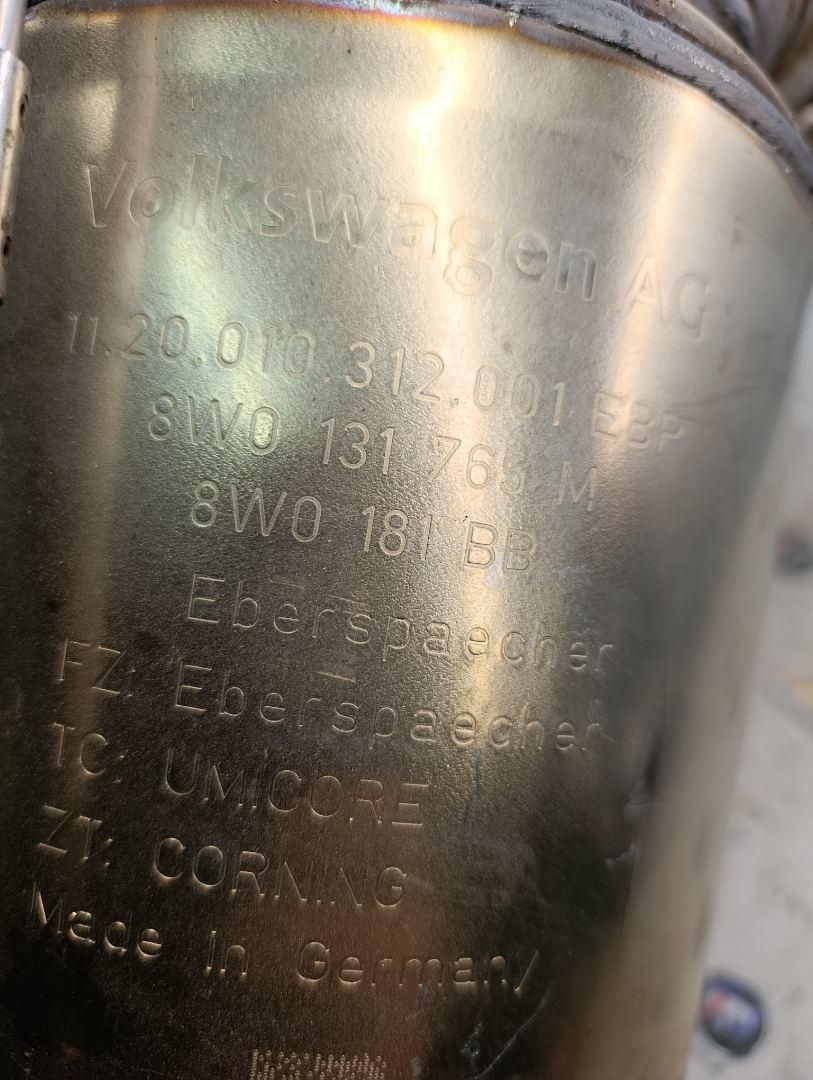 Volkswagen AG
11.20.010.312.001 EBP
8W0 131 765 M
8W0 181 BB
Eberspaecher
FZ: Eberspaecher
TC: UMICORE
ZT: CORNING
Made in Germany